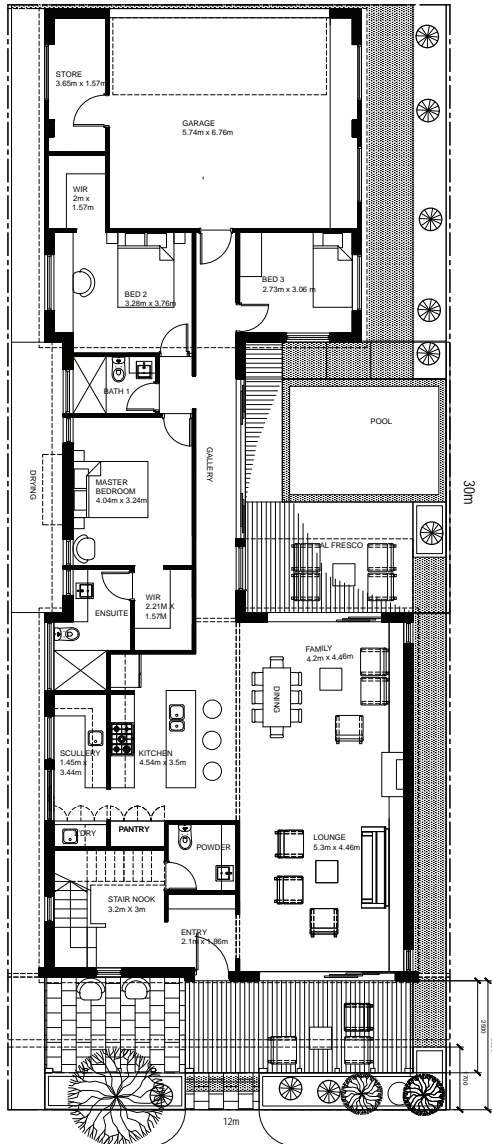 STORE
3.65m x 1.57m
GARAGE
5.74m x 6.76m
WIR
2m x
1.57m
BED 2
3.28m x 3.76m
BED 3
2.73m x 3.06 m
BATH 1
POOL
GALLERY
MASTER
BEDROOM
4.04m x 3.24m
DRYING
30m
AL FRESCO
WIR
2.21M X
1.57M
ENSUITE
FAMILY
4.2m x 4.46m
DINING
SCULLERY
1.45m x
3.44m
KITCHEN
4.54m x 3.5m
PANTRY
LOUNGE
5.3m x 4.46m
POWDER
STAIR NOOK
3.2m X 3m
ENTRY
2.1m x 1.86m
2500
700
12m